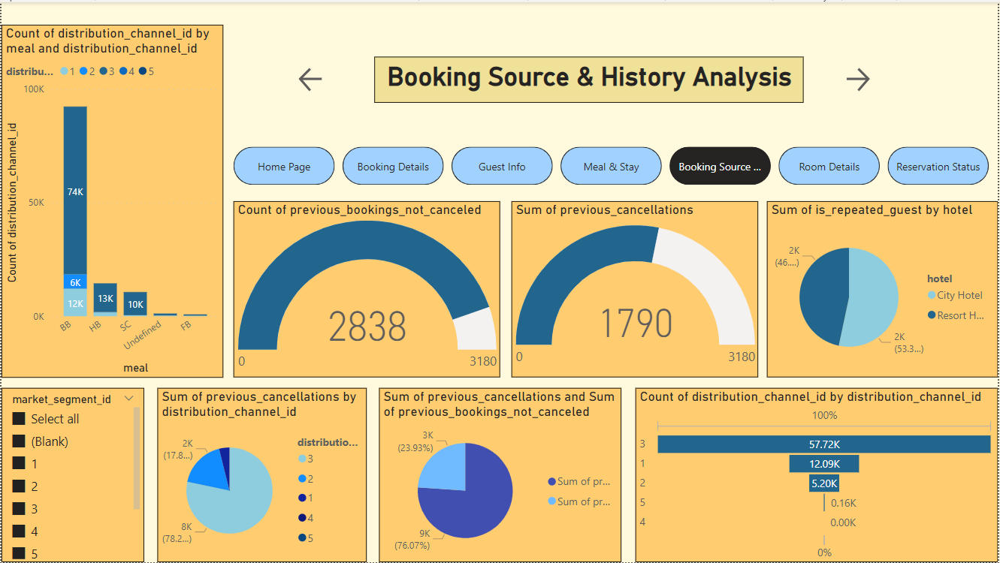 Count of distribution_channel_id by
meal and distribution_channel_id
distribu... 1 2 3 4 5
100K
50K
0K
Count of distribution_channel_id
74K
6K
12K
13K
10K
BB
HB
SC
Undefined
FB
meal
Booking Source & History Analysis
Home Page
Booking Details
Guest Info
Meal & Stay
Booking Source ...
Room Details
Reservation Status
Count of previous_bookings_not_canceled
2838
0
3180
Sum of previous_cancellations
1790
0
3180
Sum of is_repeated_guest by hotel
2K
(46....)
2K
(53.3...)
hotel
City Hotel
Resort H...
market_segment_id
Select all
(Blank)
1
2
3
4
5
Sum of previous_cancellations by
distribution_channel_id
2K
(17.8...)
8K
(78.2...)
distributio...
3
2
1
4
5
Sum of previous_cancellations and Sum
of previous_bookings_not_canceled
3K
(23.93%)
9K
(76.07%)
Sum of pr...
Sum of pr...
Count of distribution_channel_id by distribution_channel_id
100%
3 57.72K
1 12.09K
2 5.20K
5 0.16K
4 0.00K
0%